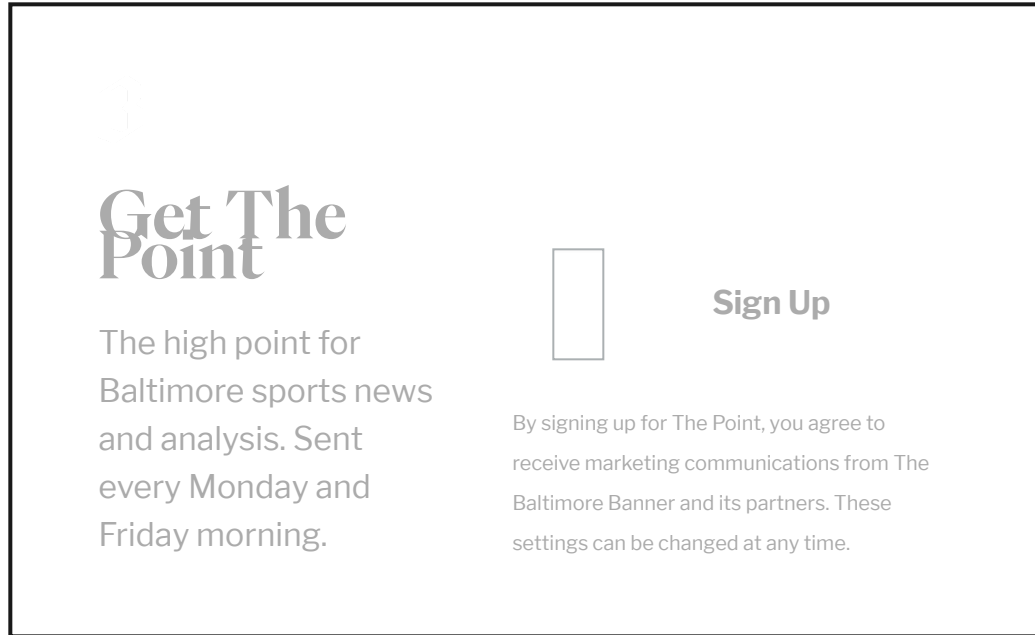 Get The
Point
The high point for
Baltimore sports news
and analysis. Sent
every Monday and
Friday morning.
Sign Up
By signing up for The Point, you agree to
receive marketing communications from The
Baltimore Banner and its partners. These
settings can be changed at any time.